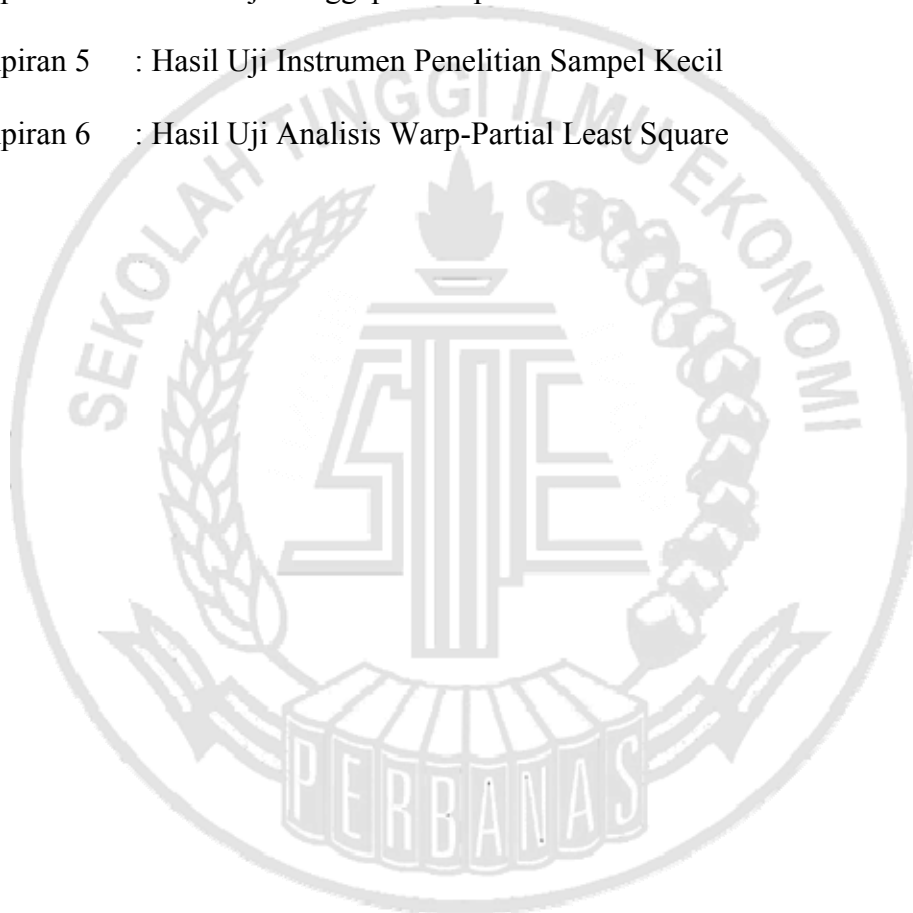 piran 5 : Hasil Uji Instrumen Penelitian Sampel Kecil
piran 6 : Hasil Uji Analisis Warp-Partial Least Square
SEKOLAH TINGGI ILMU EKONOMI
STIE
PERBANAS